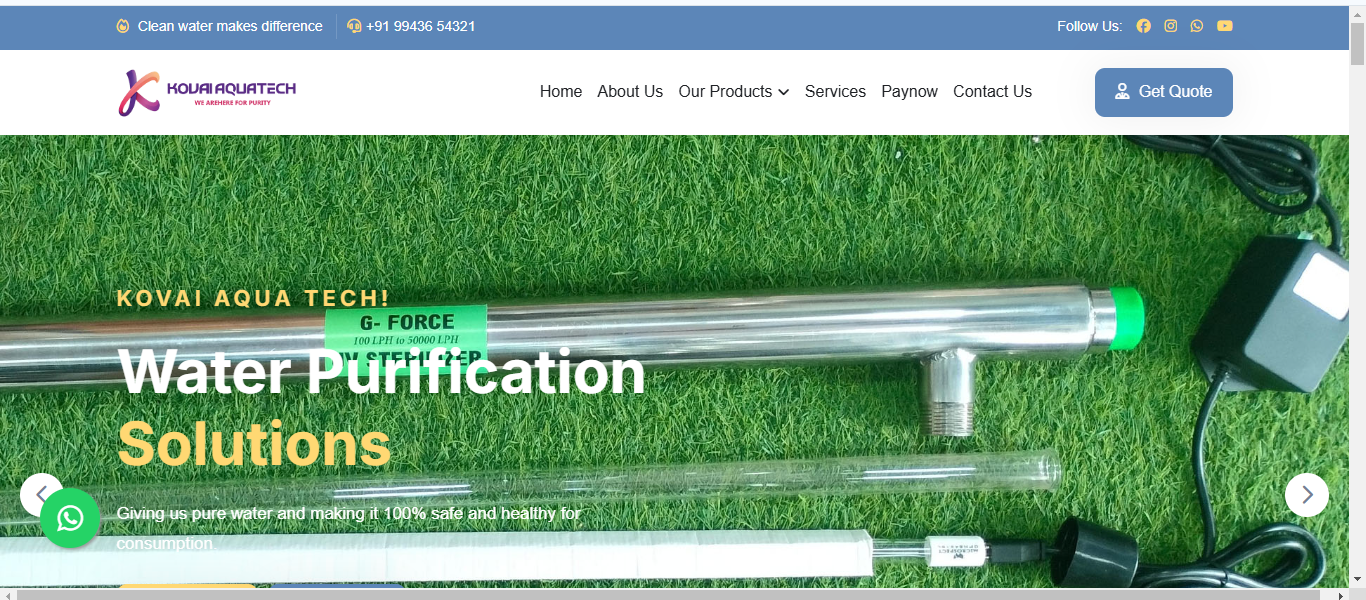 Clean water makes difference
+91 99436 54321
Follow Us:
KOVAI AQUATECH
WE AREHERE FOR PURITY
Home About Us Our Products Services Paynow Contact Us
Get Quote
KOVAI AQUA TECH!
G- FORCE
100 LPH to 50000 LPH
UV STERILIZER
Water Purification
Solutions
Giving us pure water and making it 100% safe and healthy for
consumption